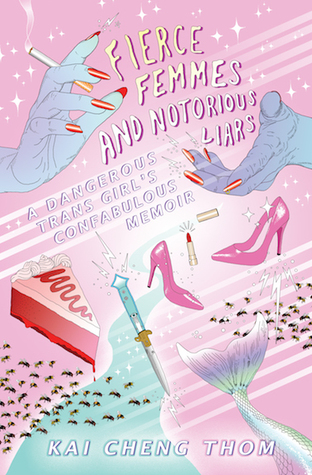 FIERCE
FEMMES
AND NOTORIOUS
LIARS
A DANGEROUS
TRANS GIRL'S
CONFABULOUS
MEMOIR
KAI CHENG THOM